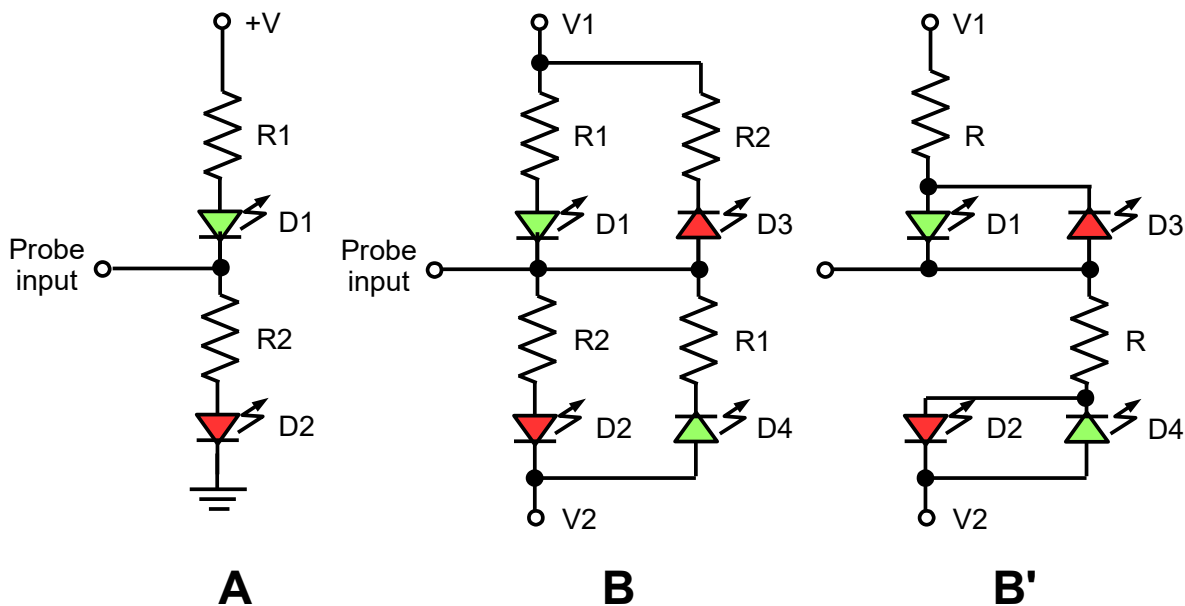 +V
R1
D1
Probe
input
R2
D2
A
V1
R1
R2
D1
D3
Probe
input
R2
R1
D2
D4
V2
B
V1
R
D1
D3
R
D2
D4
V2
B'